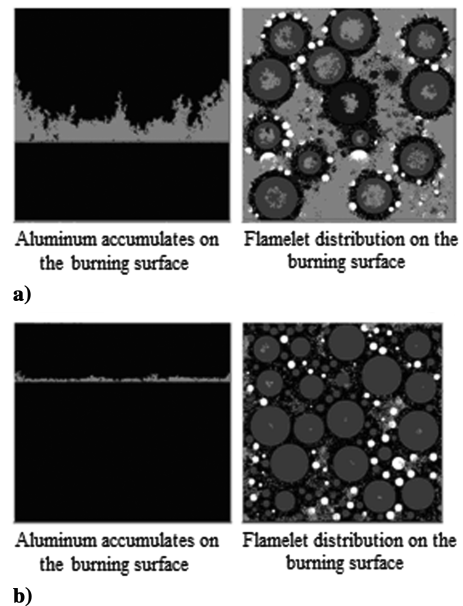 Aluminum accumulates on
the burning surface
Flamelet distribution on the
burning surface
a)
Aluminum accumulates on
the burning surface
Flamelet distribution on the
burning surface
b)